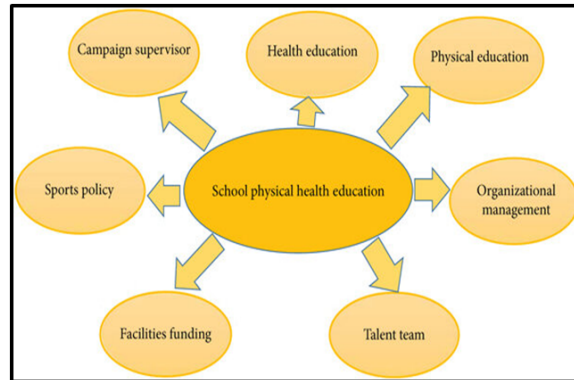 Campaign supervisor
Health education
Physical education
Sports policy
School physical health education
Organizational
management
Facilities funding
Talent team